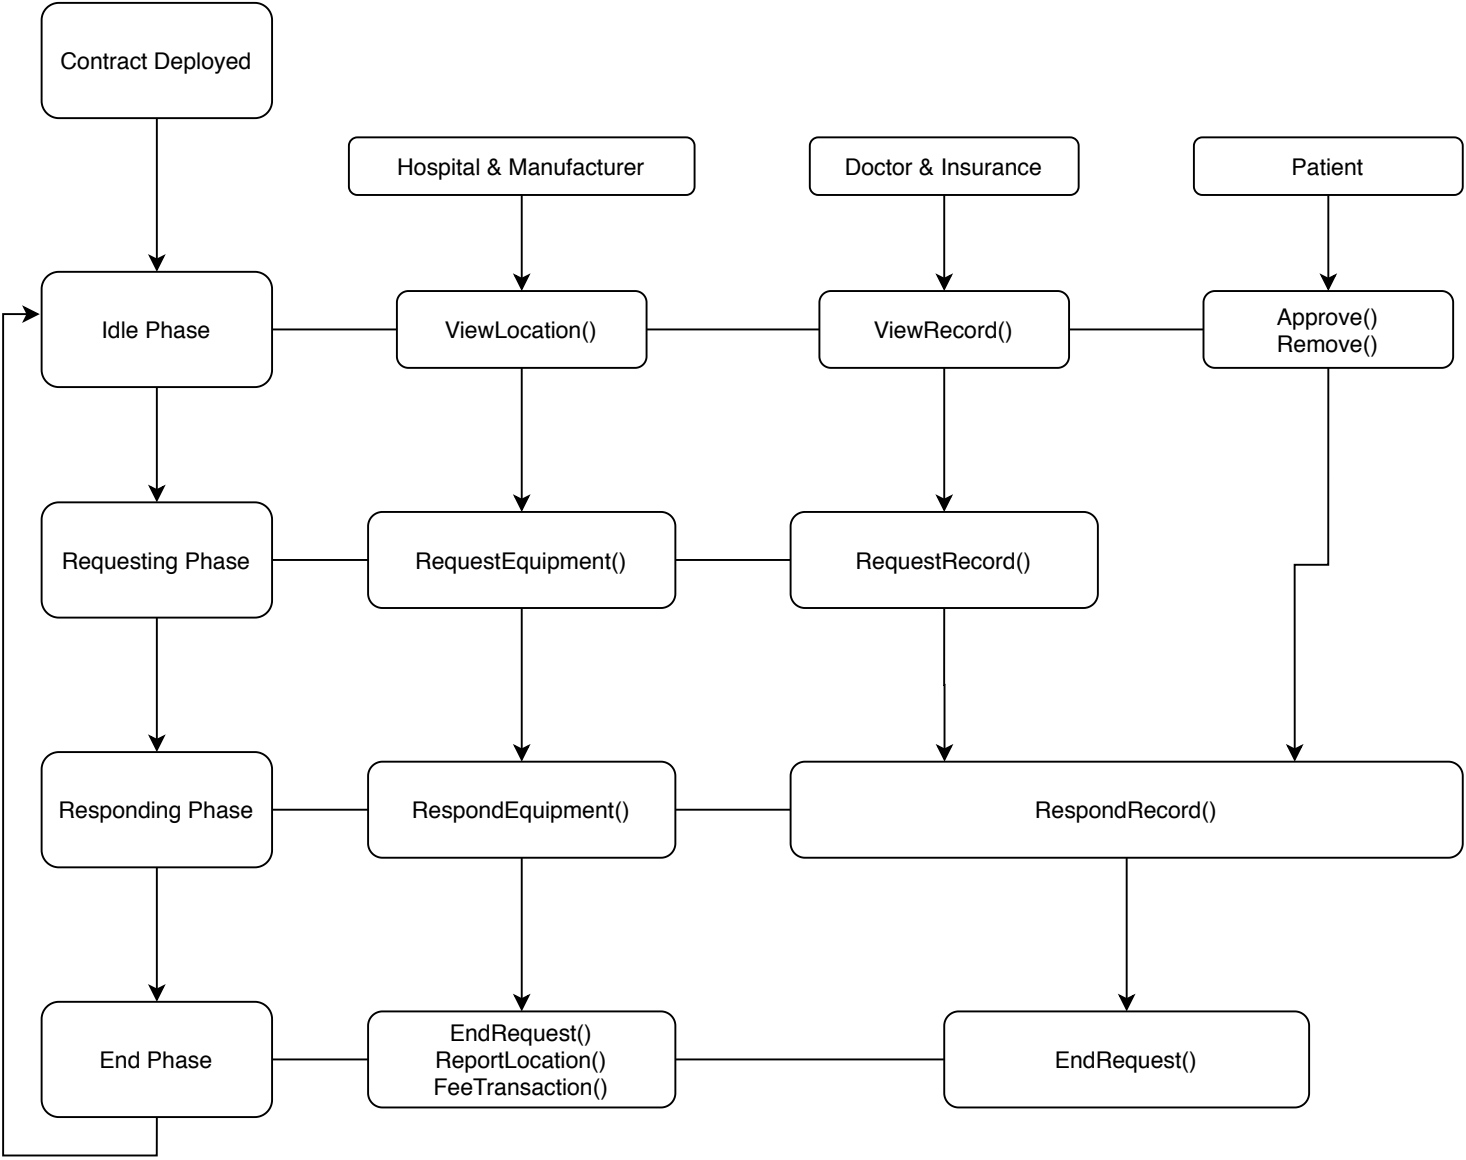 Contract Deployed
Hospital & Manufacturer
Doctor & Insurance
Patient
Idle Phase
ViewLocation()
ViewRecord()
Approve()
Remove()
Requesting Phase
RequestEquipment()
RequestRecord()
Responding Phase
RespondEquipment()
RespondRecord()
End Phase
EndRequest()
ReportLocation()
FeeTransaction()
EndRequest()